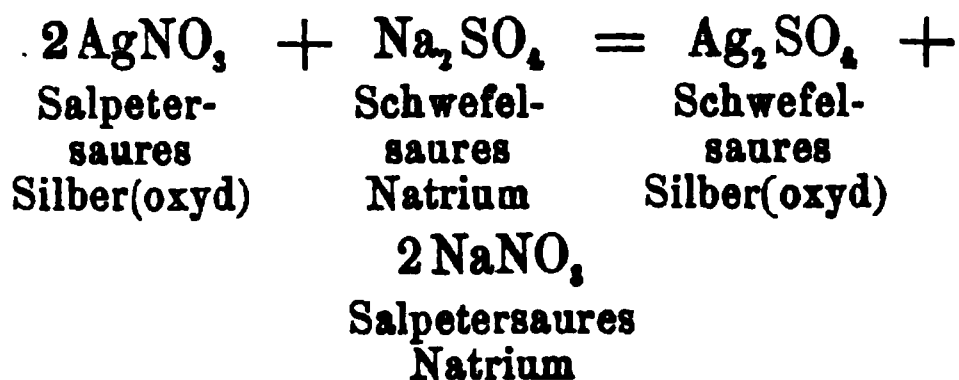 2 AgNO₃ + Na₂SO₄ = Ag₂SO₄ +
Salpeter- Schwefel- Schwefel-
saures saures saures
Silber(oxyd) Natrium Silber(oxyd)
2 NaNO₃
Salpetersaures
Natrium